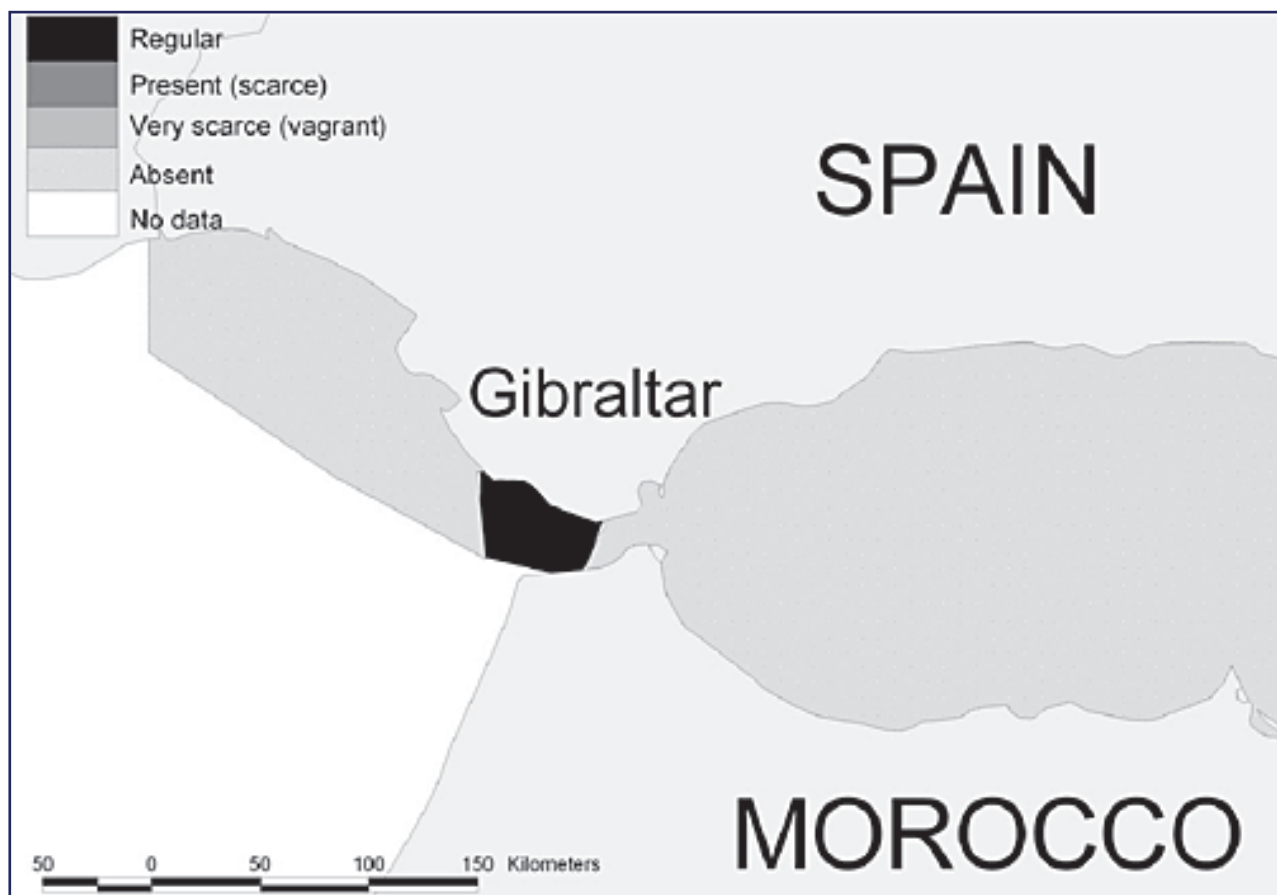 Regular
Present (scarce)
Very scarce (vagrant)
Absent
No data
SPAIN
Gibraltar
MOROCCO
50 0 50 100 150 Kilometers